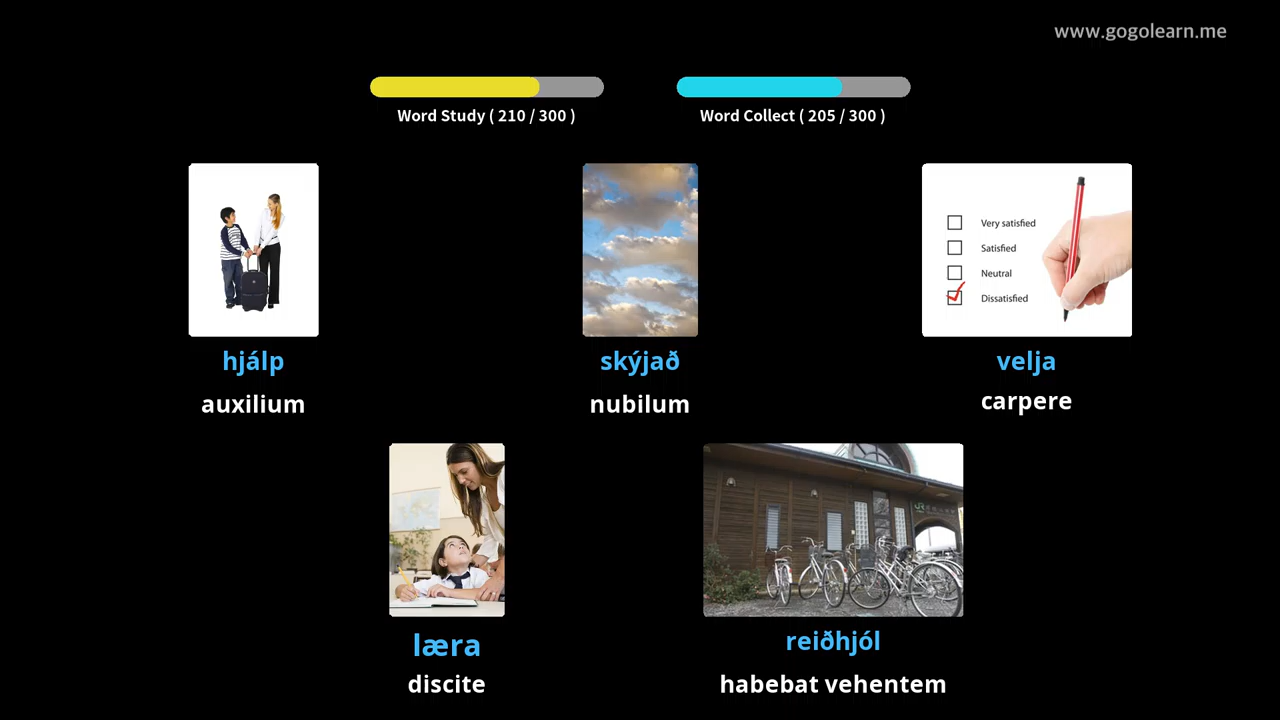 www.gogolearn.me
Word Study ( 210 / 300 )
Word Collect ( 205 / 300 )
Very satisfied
Satisfied
Neutral
Dissatisfied
hjálp
skýjað
velja
auxilium
nubilum
carpere
læra
reiðhjól
discite
habebat vehentem